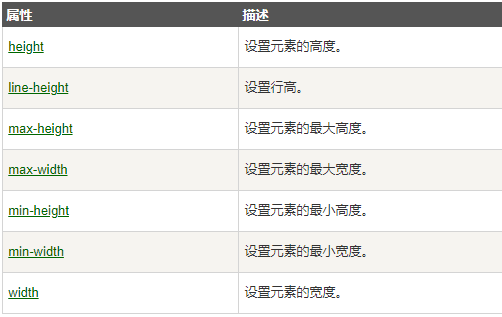 属性 描述
height 设置元素的高度。
line-height 设置行高。
max-height 设置元素的最大高度。
max-width 设置元素的最大宽度。
min-height 设置元素的最小高度。
min-width 设置元素的最小宽度。
width 设置元素的宽度。